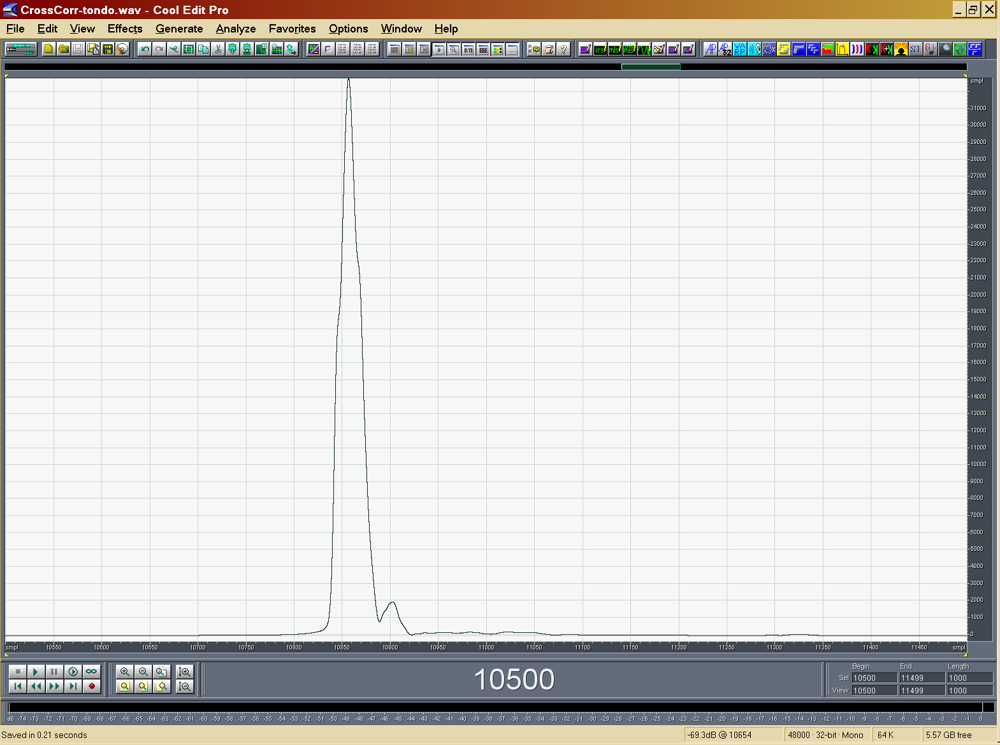 CrossCorr-tondo.wav - Cool Edit Pro
File Edit View Effects Generate Analyze Favorites Options Window Help
smpl
31000
30000
29000
28000
27000
26000
25000
24000
23000
22000
21000
20000
19000
18000
17000
16000
15000
14000
13000
12000
11000
10000
9000
8000
7000
6000
5000
4000
3000
2000
1000
0
smpl 10550 10600 10650 10700 10750 10800 10850 10900 10950 11000 11050 11100 11150 11200 11250 11300 11350 11400 11450 smpl
10500
Begin End Length
Sel 10500 11499 1000
View 10500 11499 1000
dB -74 -73 -72 -71 -70 -69 -68 -67 -66 -65 -64 -63 -62 -61 -60 -59 -58 -57 -56 -55 -54 -53 -52 -51 -50 -49 -48 -47 -46 -45 -44 -43 -42 -41 -40 -39 -38 -37 -36 -35 -34 -33 -32 -31 -30 -29 -28 -27 -26 -25 -24 -23 -22 -21 -20 -19 -18 -17 -16 -15 -14 -13 -12 -11 -10 -9 -8 -7 -6 -5 -4 -3 -2 -1 0
Saved in 0.21 seconds
-69.3dB @ 10654
48000 · 32-bit · Mono
64 K
5.57 GB free